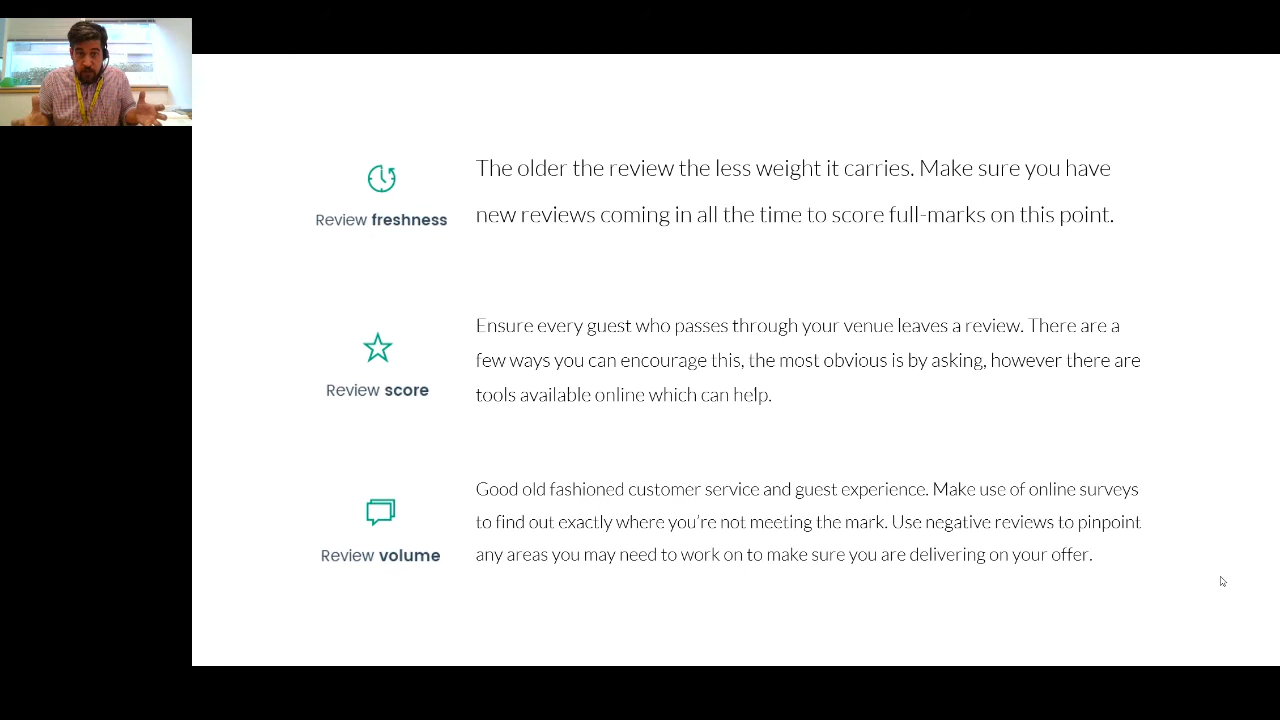 The older the review the less weight it carries. Make sure you have
new reviews coming in all the time to score full-marks on this point.
Review freshness
Ensure every guest who passes through your venue leaves a review. There are a
few ways you can encourage this, the most obvious is by asking, however there are
tools available online which can help.
Review score
Good old fashioned customer service and guest experience. Make use of online surveys
to find out exactly where you're not meeting the mark. Use negative reviews to pinpoint
any areas you may need to work on to make sure you are delivering on your offer.
Review volume